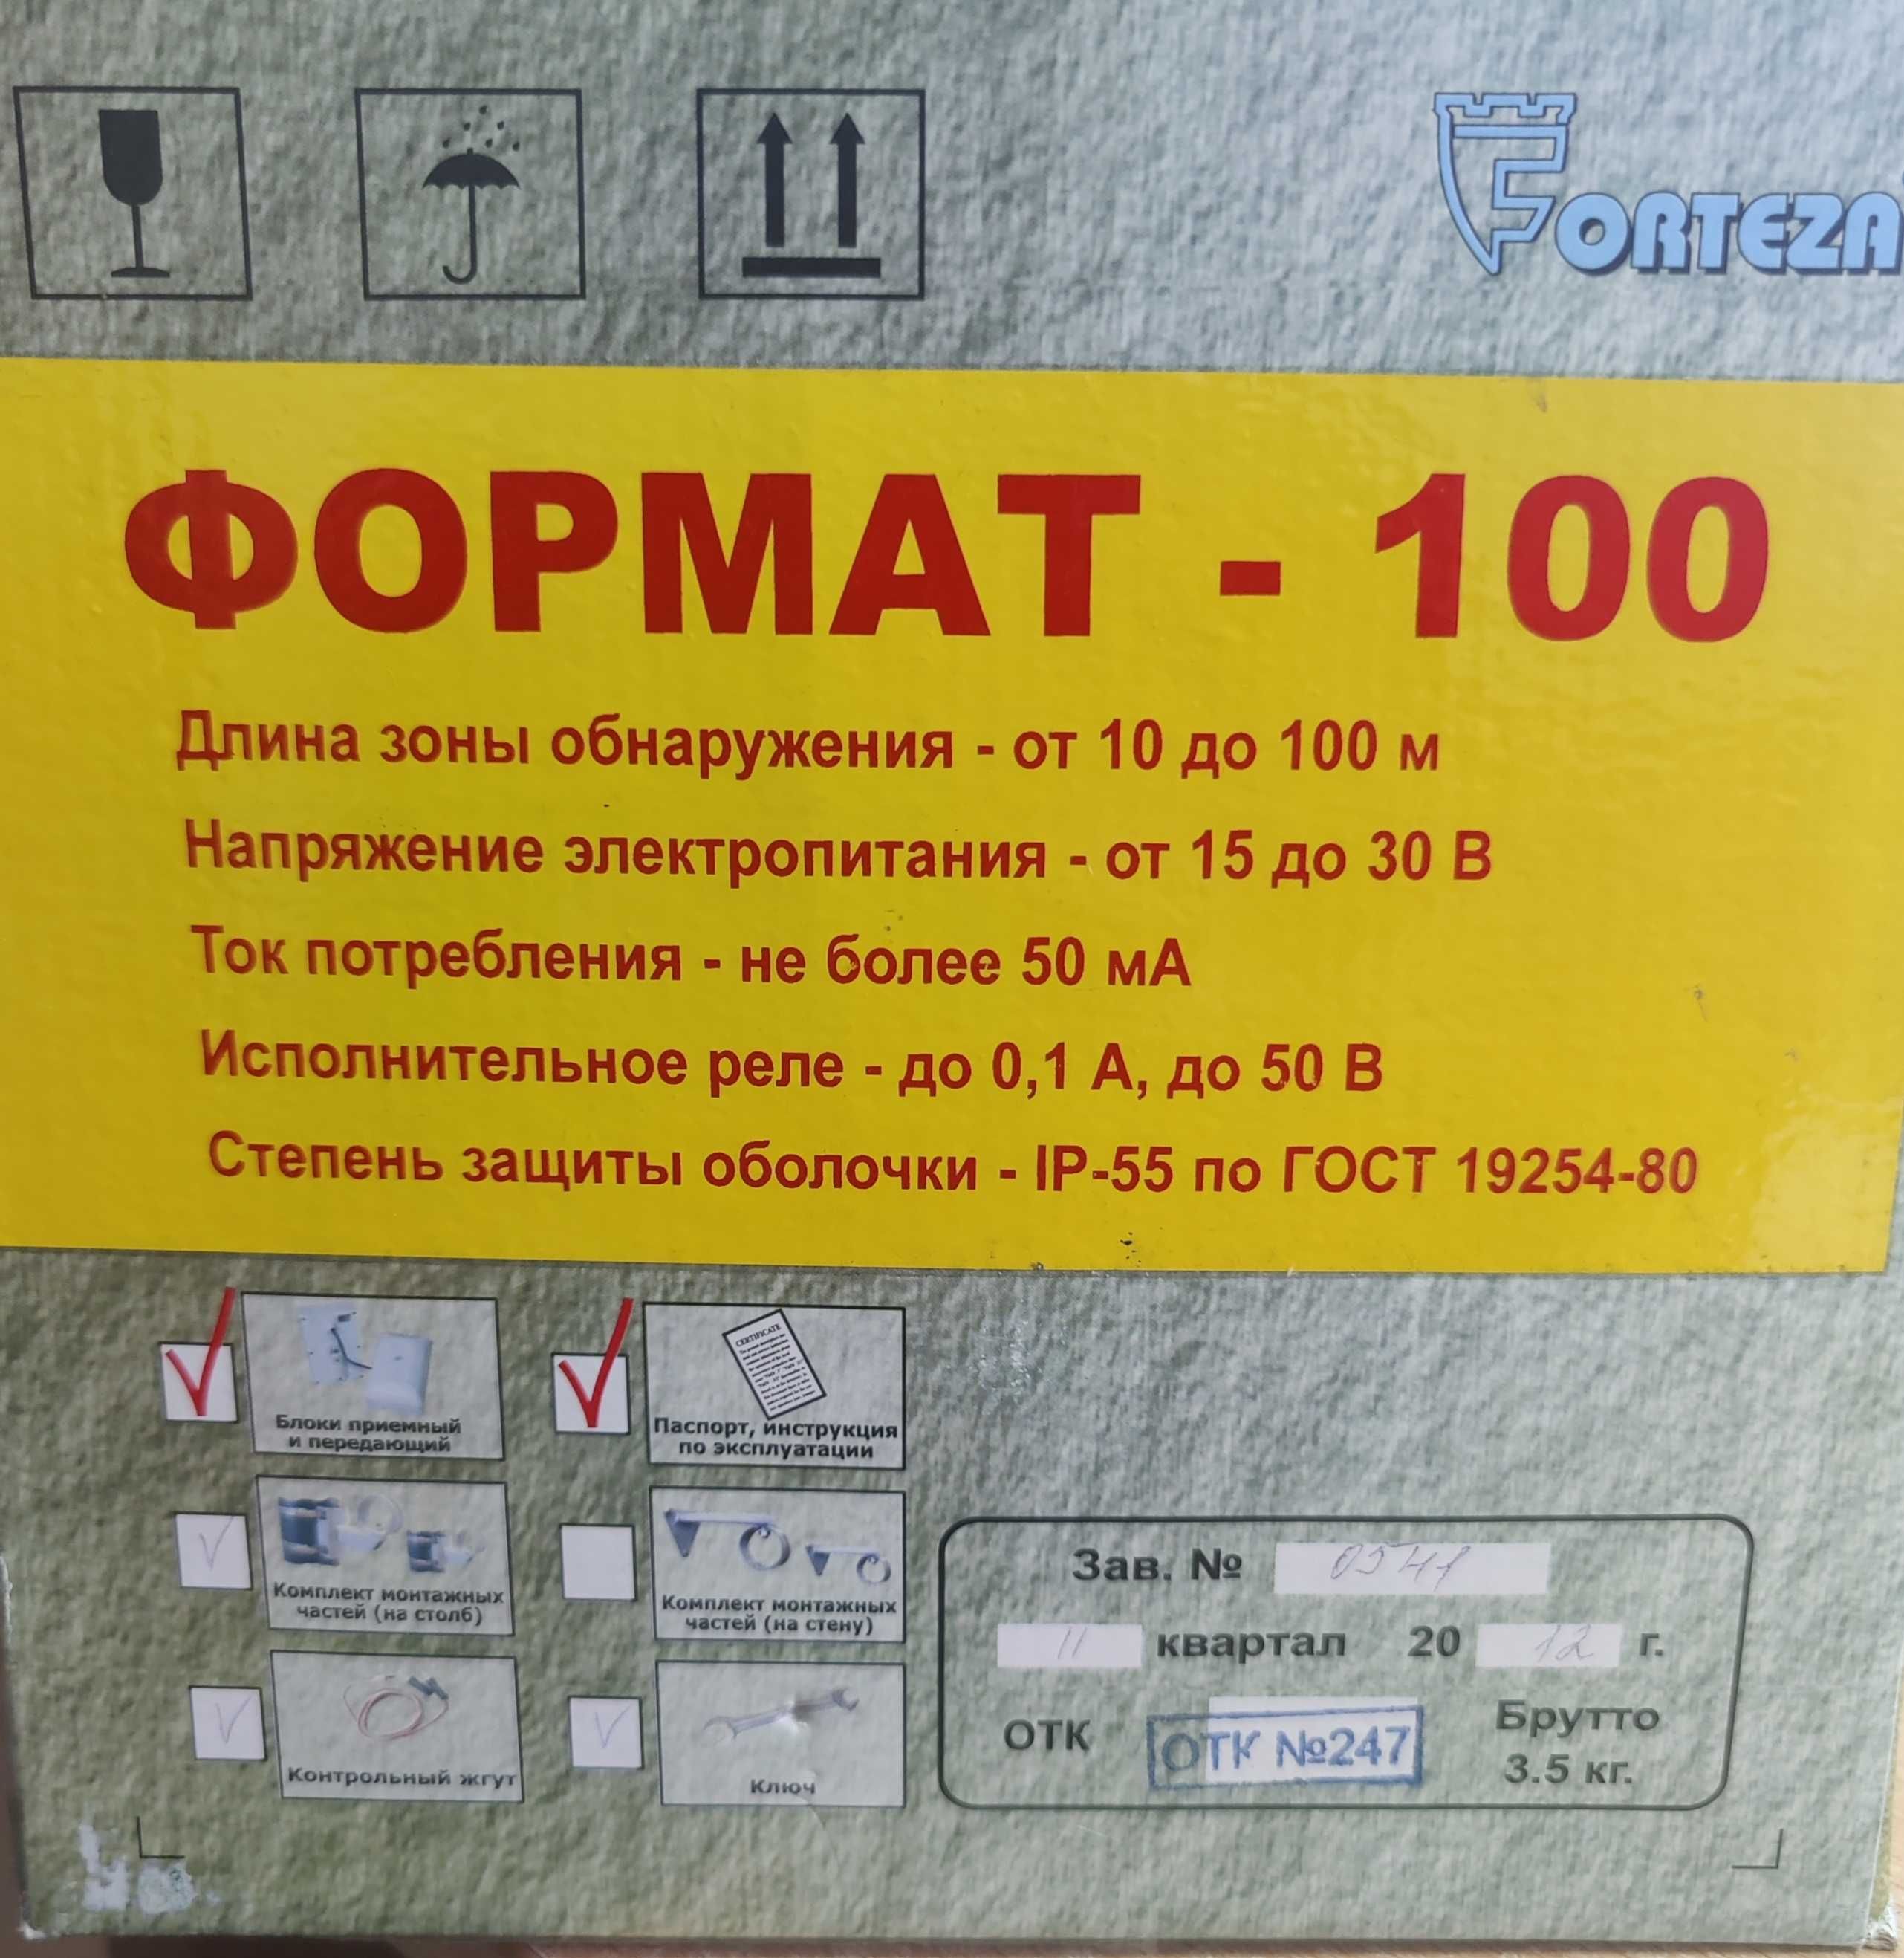 FORTEZA
ФОРМАТ - 100
Длина зоны обнаружения - от 10 до 100 м
Напряжение электропитания - от 15 до 30 В
Ток потребления - не более 50 мА
Исполнительное реле - до 0,1 А, до 50 В
Степень защиты оболочки - IP-55 по ГОСТ 19254-80
CERTIFICATE
Блоки приемный
и передающий
Паспорт, инструкция
по эксплуатации
Комплект монтажных
частей (на столб)
Комплект монтажных
частей (на стену)
Контрольный жгут
Ключ
Зав. № 0541
II квартал 2012 г.
ОТК ОТК №247
Брутто
3.5 кг.